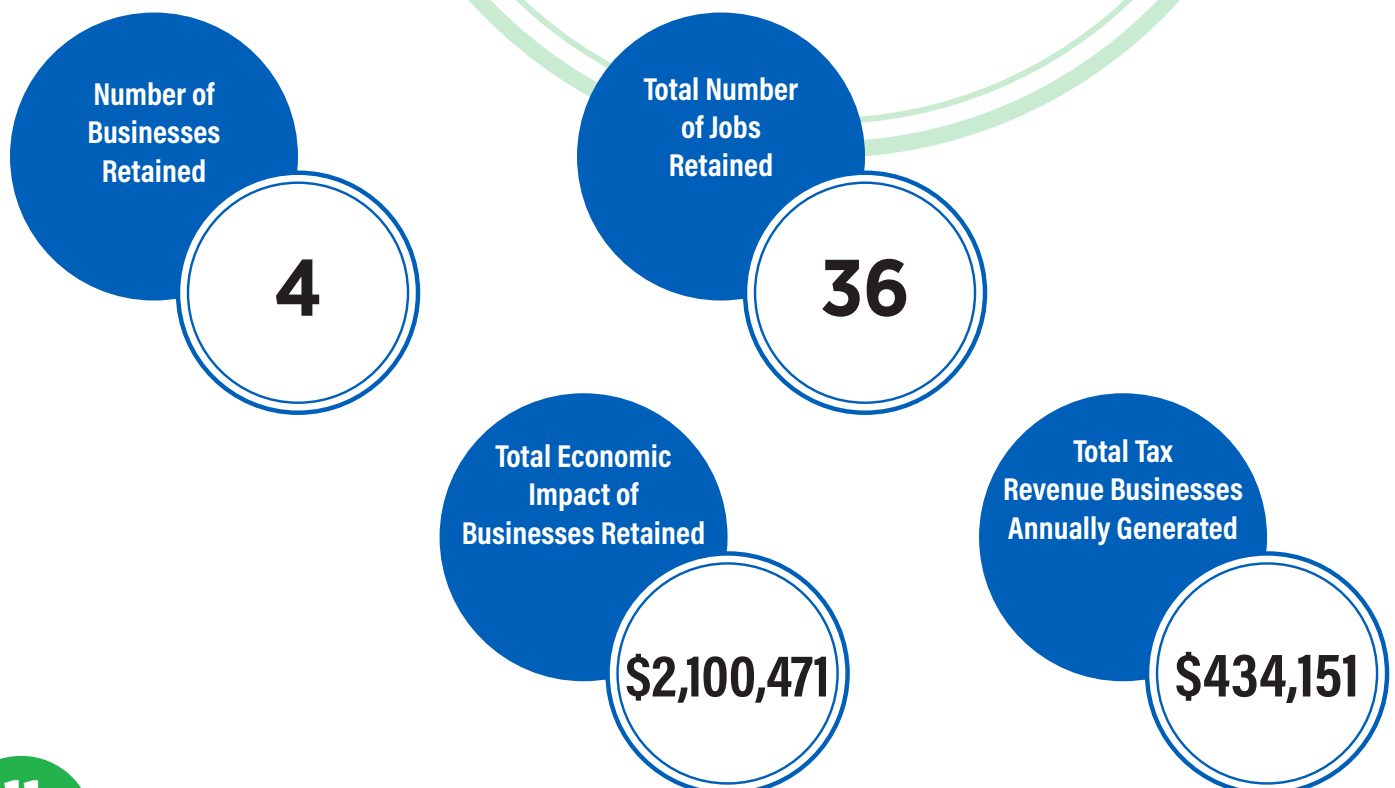 Number of
Businesses
Retained
4
Total Number
of Jobs
Retained
36
Total Economic
Impact of
Businesses Retained
$2,100,471
Total Tax
Revenue Businesses
Annually Generated
$434,151